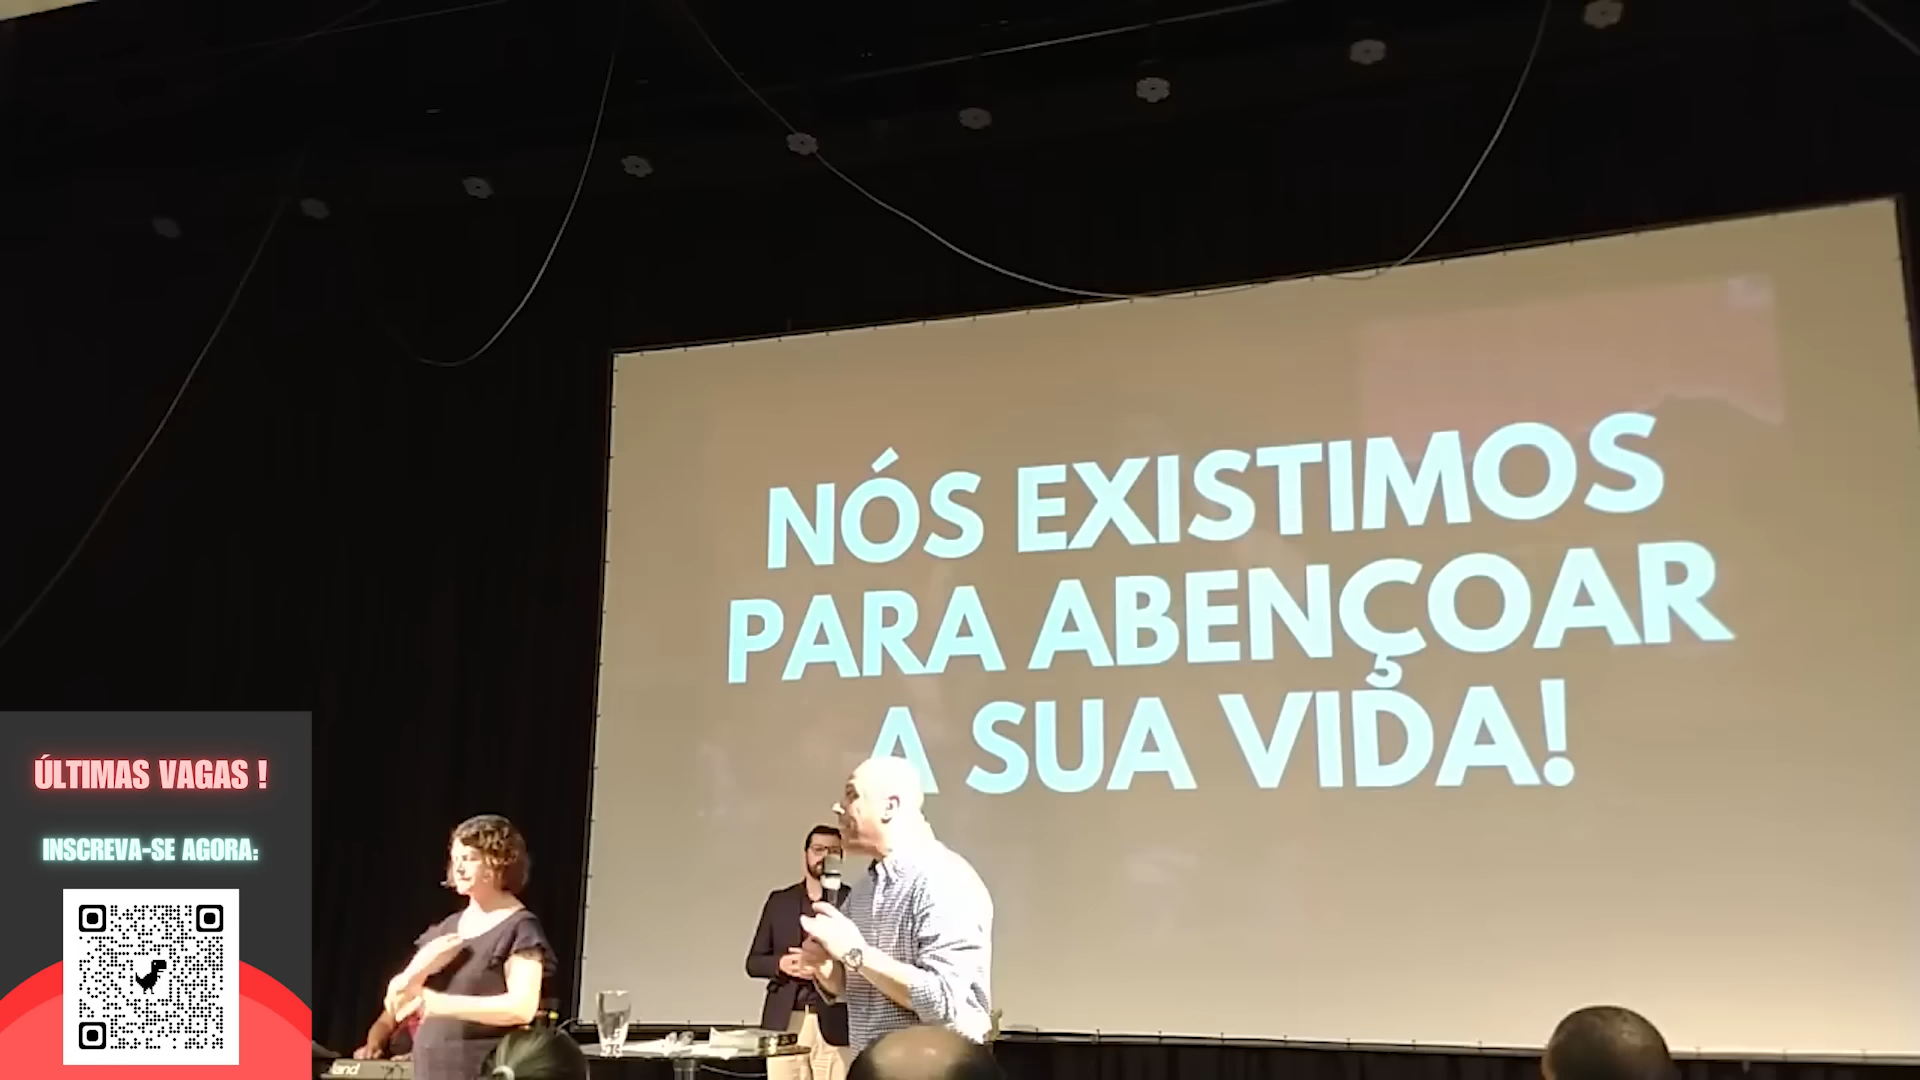 NÓS EXISTIMOS
PARA ABENÇOAR
A SUA VIDA!
ÚLTIMAS VAGAS !
INSCREVA-SE AGORA: